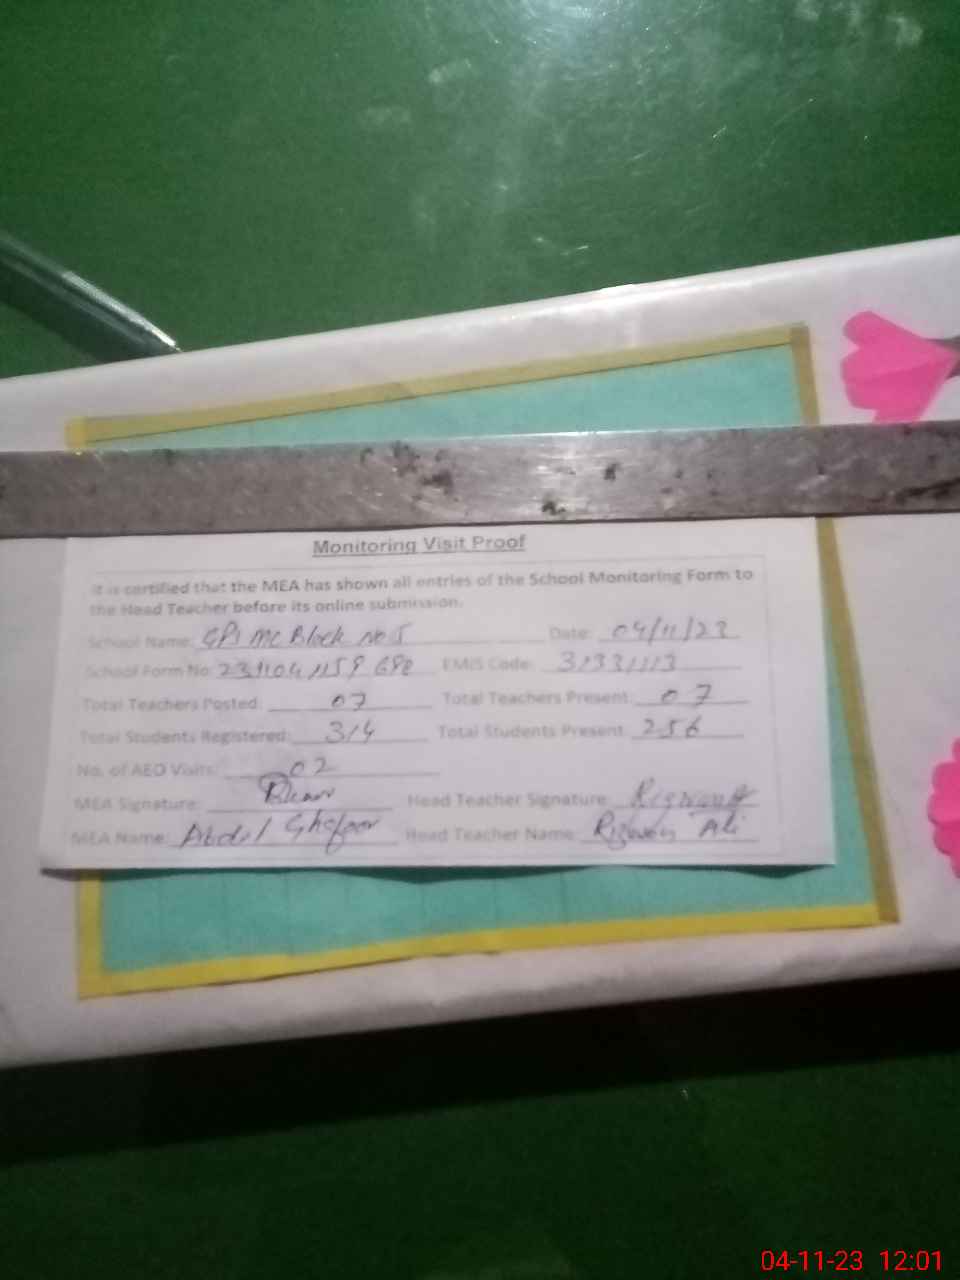 Monitoring Visit Proof
It is certified that the MEA has shown all entries of the School Monitoring Form to
the Head Teacher before its online submission.
School Name: GPS MC Block No 5 Date: 04/11/23
School Form No: EMIS Code: 31331113
Total Teachers Posted: 07 Total Teachers Present: 07
Total Students Registered: 314 Total Students Present: 256
No. of AEO Visits: 02
MEA Signature: Head Teacher Signature:
MEA Name: Abdul Ghafoor Head Teacher Name: Rizwan Ali
04-11-23 12:01